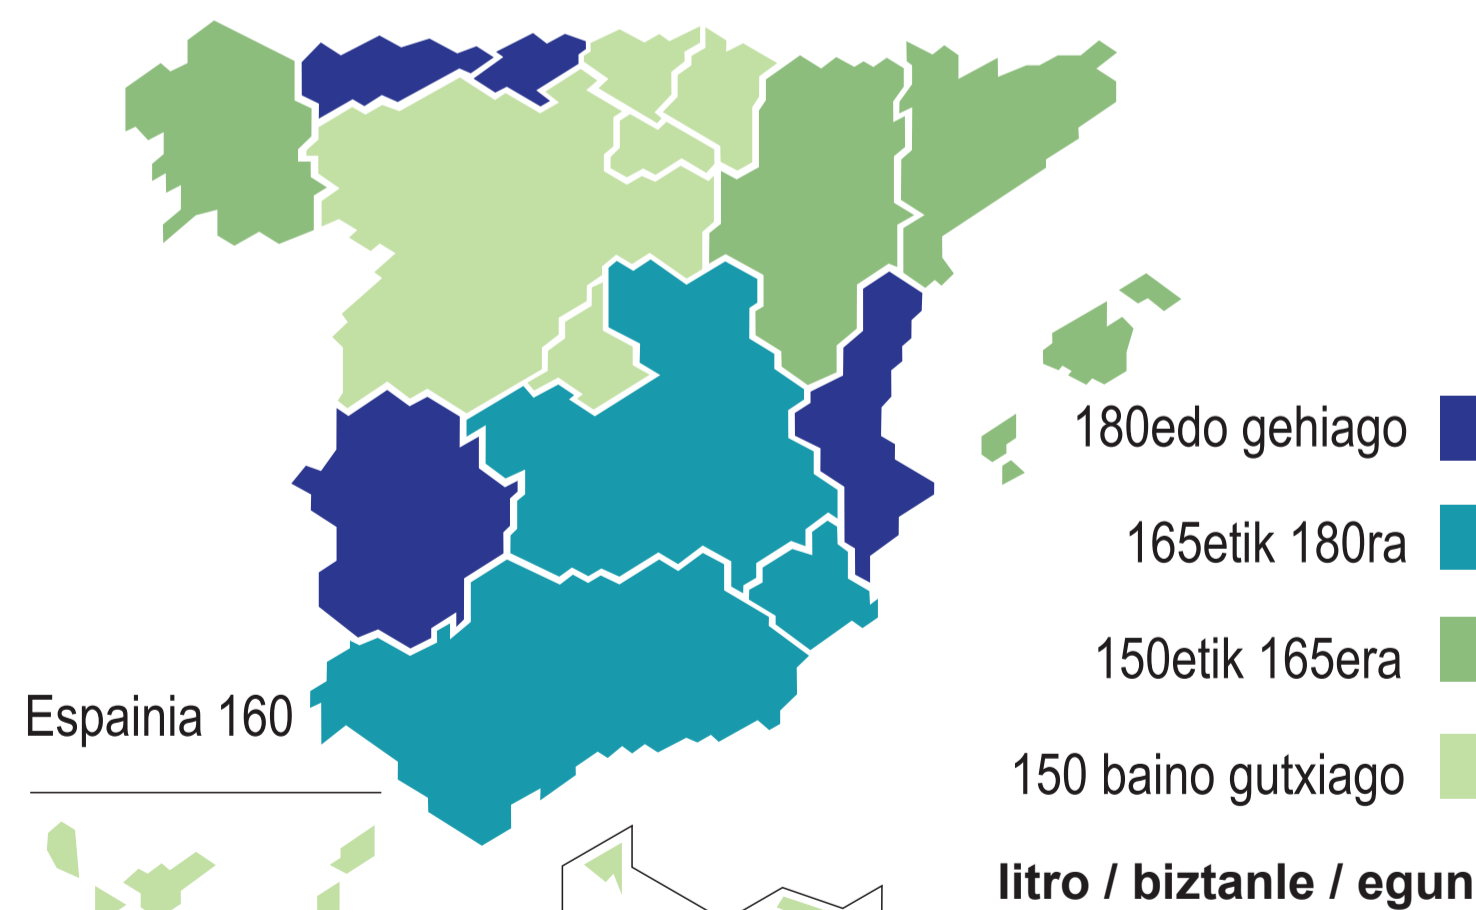 180edo gehiago
165etik 180ra
150etik 165era
Espainia 160
150 baino gutxiago
litro / biztanle / egun